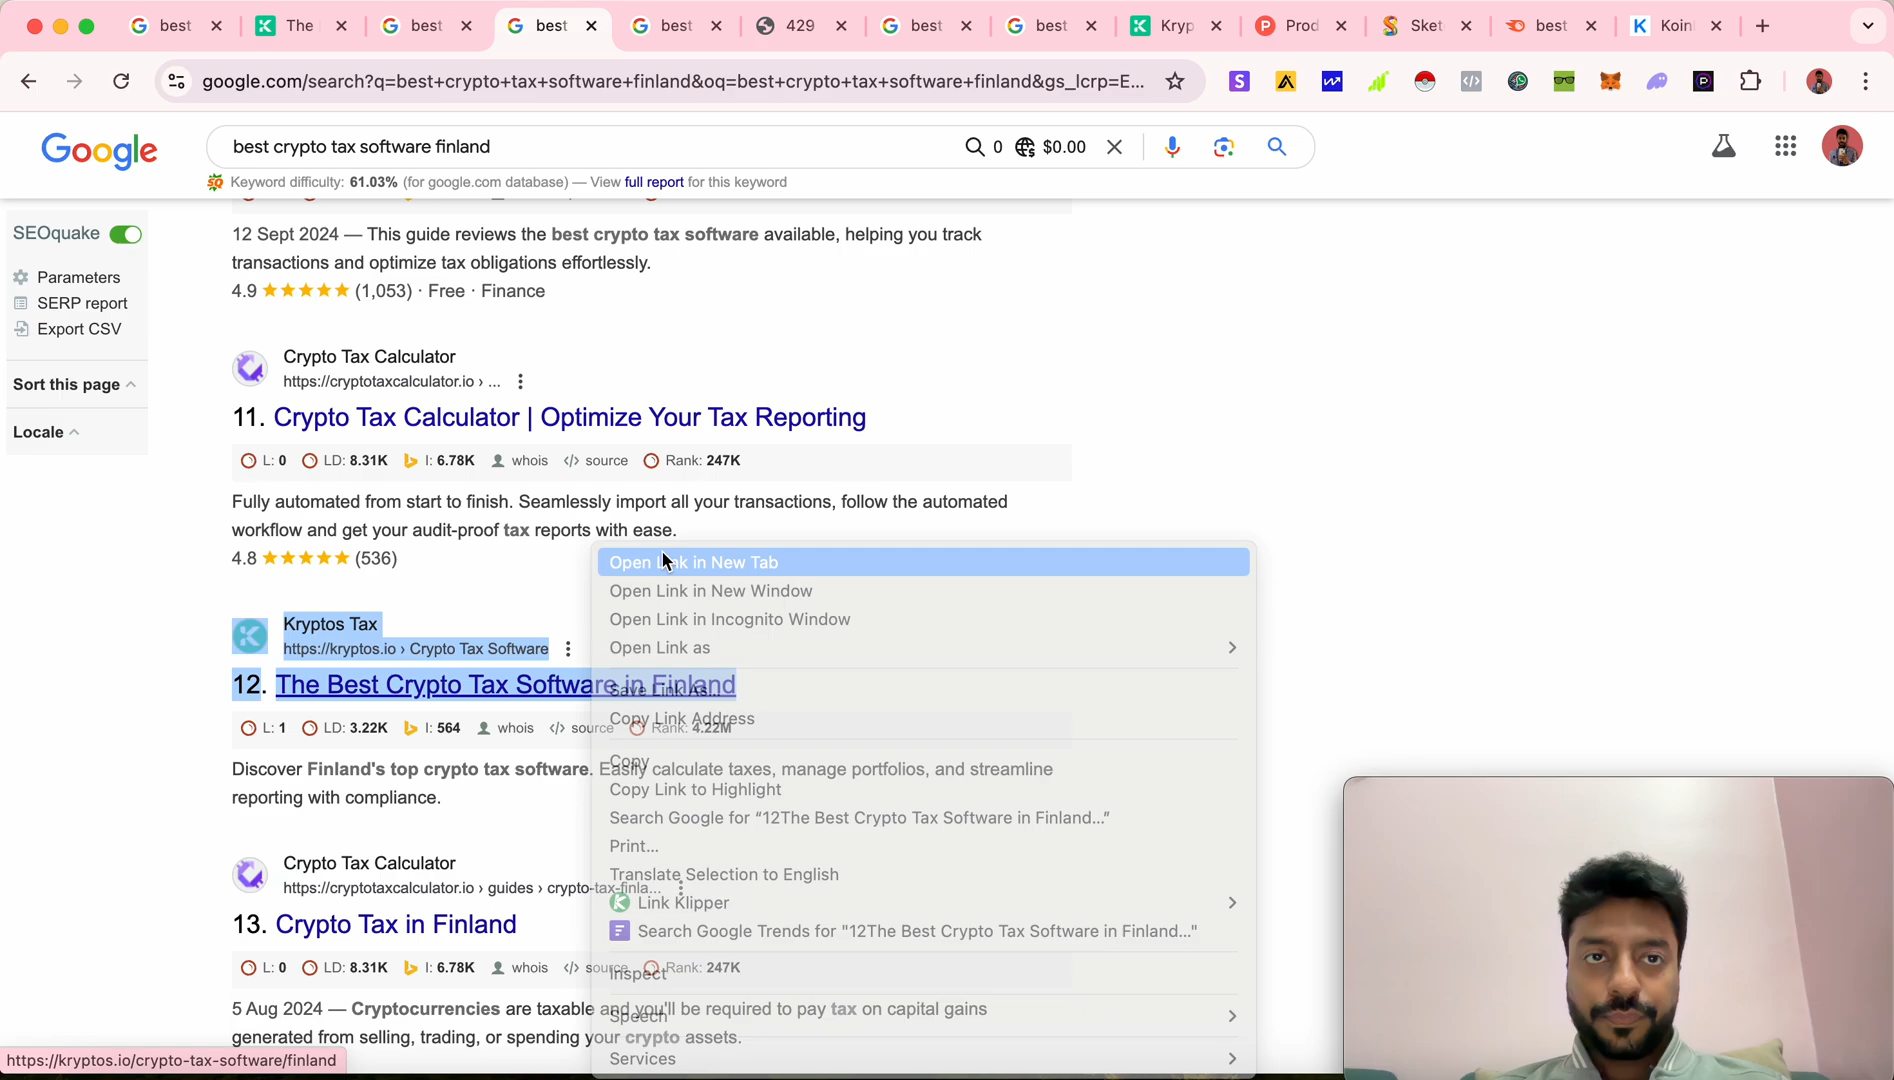 best
The
best
best
best
429
best
best
Kryp
Prod
Sket
best
Koinl
google.com/search?q=best+crypto+tax+software+finland&oq=best+crypto+tax+software+finland&gs_lcrp=E...
Google
best crypto tax software finland
0
$0.00
Keyword difficulty: 61.03% (for google.com database) — View full report for this keyword
SEOquake
Parameters
SERP report
Export CSV
Sort this page
Locale
12 Sept 2024 — This guide reviews the best crypto tax software available, helping you track
transactions and optimize tax obligations effortlessly.
4.9 (1,053) · Free · Finance
Crypto Tax Calculator
https://cryptotaxcalculator.io › ...
11. Crypto Tax Calculator | Optimize Your Tax Reporting
L: 0 LD: 8.31K I: 6.78K whois source Rank: 247K
Fully automated from start to finish. Seamlessly import all your transactions, follow the automated
workflow and get your audit-proof tax reports with ease.
4.8 (536)
Kryptos Tax
https://kryptos.io › Crypto Tax Software
12. The Best Crypto Tax Software in Finland
L: 1 LD: 3.22K I: 564 whois source Rank: 4.22M
Discover Finland's top crypto tax software. Easily calculate taxes, manage portfolios, and streamline
reporting with compliance.
Crypto Tax Calculator
https://cryptotaxcalculator.io › guides › crypto-tax-finla...
13. Crypto Tax in Finland
L: 0 LD: 8.31K I: 6.78K whois source Rank: 247K
5 Aug 2024 — Cryptocurrencies are taxable and you'll be required to pay tax on capital gains
generated from selling, trading, or spending your crypto assets.
Open Link in New Tab
Open Link in New Window
Open Link in Incognito Window
Open Link as
Save Link As...
Copy Link Address
Copy
Copy Link to Highlight
Search Google for “12The Best Crypto Tax Software in Finland...”
Print...
Translate Selection to English
Link Klipper
Search Google Trends for "12The Best Crypto Tax Software in Finland..."
Inspect
Speech
Services
https://kryptos.io/crypto-tax-software/finland